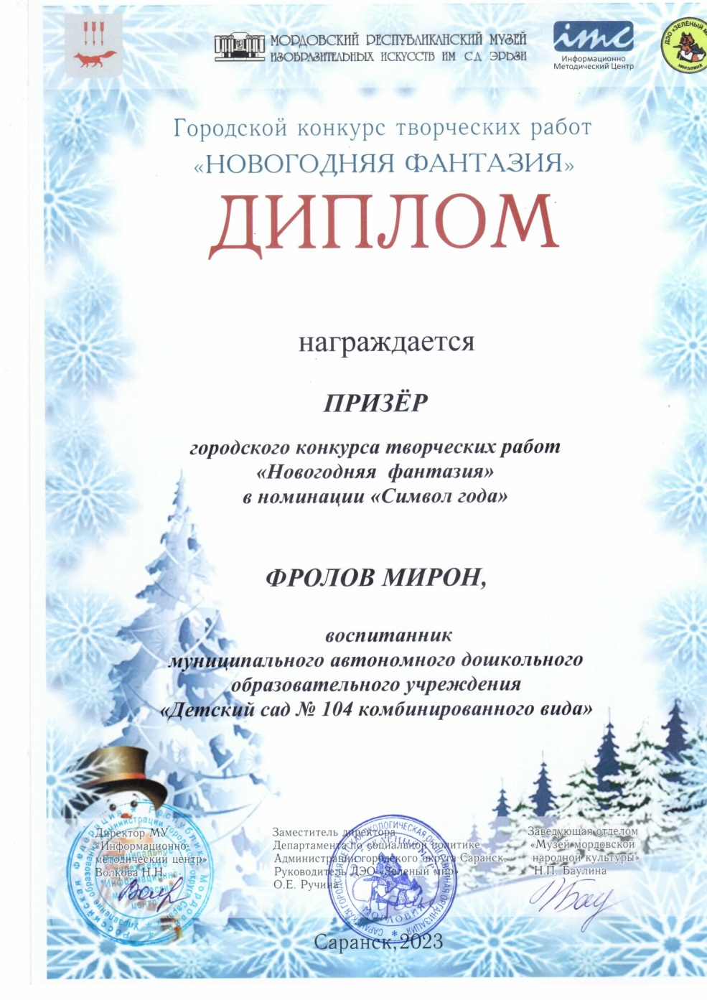 МОРДОВСКИЙ РЕСПУБЛИКАНСКИЙ МУЗЕЙ
ИЗОБРАЗИТЕЛЬНЫХ ИСКУССТВ ИМ. С.Д. ЭРЬЗИ
imc
Информационно
Методический Центр
ДЭО «ЗЕЛЁНЫЙ
МОРДОВИЯ
Городской конкурс творческих работ
«НОВОГОДНЯЯ ФАНТАЗИЯ»
ДИПЛОМ
награждается
ПРИЗЁР
городского конкурса творческих работ
«Новогодняя фантазия»
в номинации «Символ года»
ФРОЛОВ МИРОН,
воспитанник
муниципального автономного дошкольного
образовательного учреждения
«Детский сад № 104 комбинированного вида»
Директор МУ
«Информационно-
методический центр»
Волкова Н.Н.
Заместитель директора
Департамента по социальной политике
Администрации городского округа Саранск.
Руководитель ДЭО «Зеленый мир»
О.Е. Ручина
Заведующая отделом
«Музей мордовской
народной культуры»
Н.П. Баулина
Саранск,2023